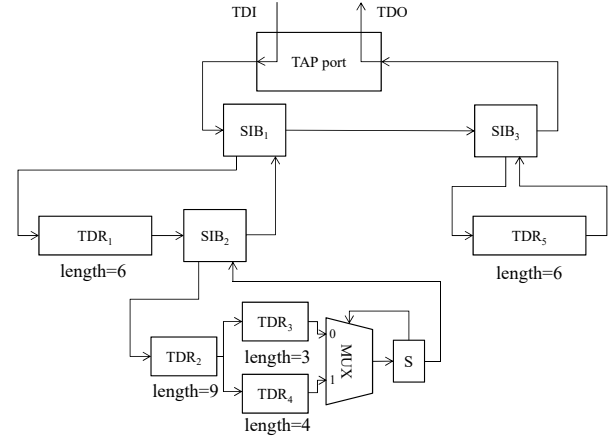 TDI
TDO
TAP port
SIB1
SIB3
TDR1
length=6
SIB2
TDR5
length=6
TDR2
length=9
TDR3
length=3
TDR4
length=4
0
1
MUX
S